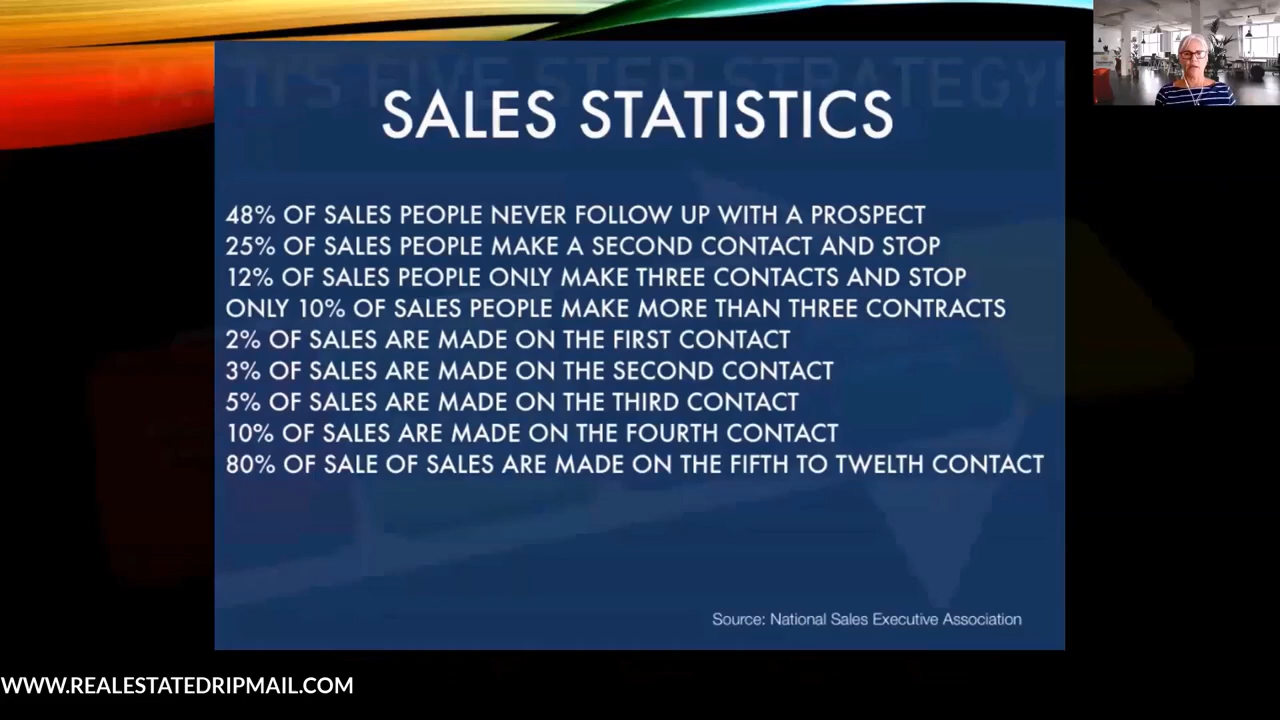 PATTI'S FIVE STEP STRATEGY!
SALES STATISTICS
48% OF SALES PEOPLE NEVER FOLLOW UP WITH A PROSPECT
25% OF SALES PEOPLE MAKE A SECOND CONTACT AND STOP
12% OF SALES PEOPLE ONLY MAKE THREE CONTACTS AND STOP
ONLY 10% OF SALES PEOPLE MAKE MORE THAN THREE CONTRACTS
2% OF SALES ARE MADE ON THE FIRST CONTACT
3% OF SALES ARE MADE ON THE SECOND CONTACT
5% OF SALES ARE MADE ON THE THIRD CONTACT
10% OF SALES ARE MADE ON THE FOURTH CONTACT
80% OF SALE OF SALES ARE MADE ON THE FIFTH TO TWELTH CONTACT
Source: National Sales Executive Association
WWW.REALESTATEDRIPMAIL.COM